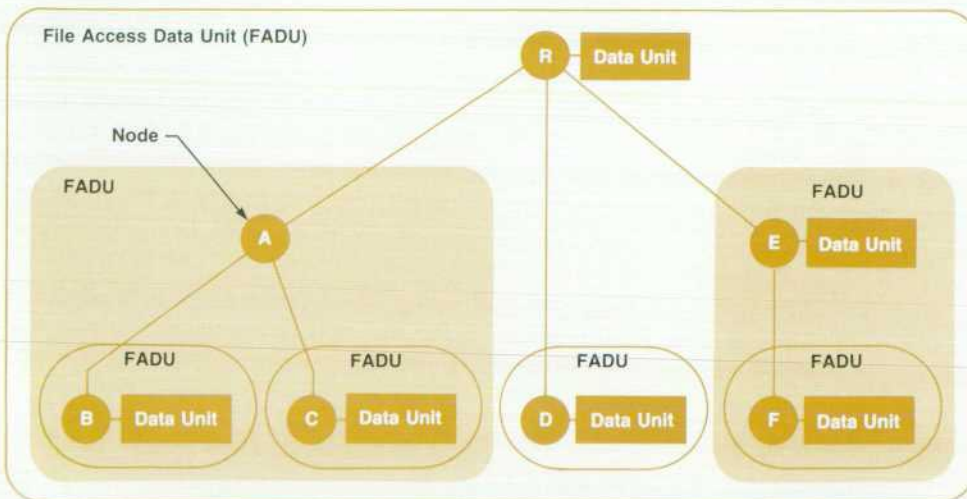 File Access Data Unit (FADU)
R
Data Unit
Node
FADU
FADU
A
E
Data Unit
FADU
FADU
FADU
FADU
B
Data Unit
C
Data Unit
D
Data Unit
F
Data Unit